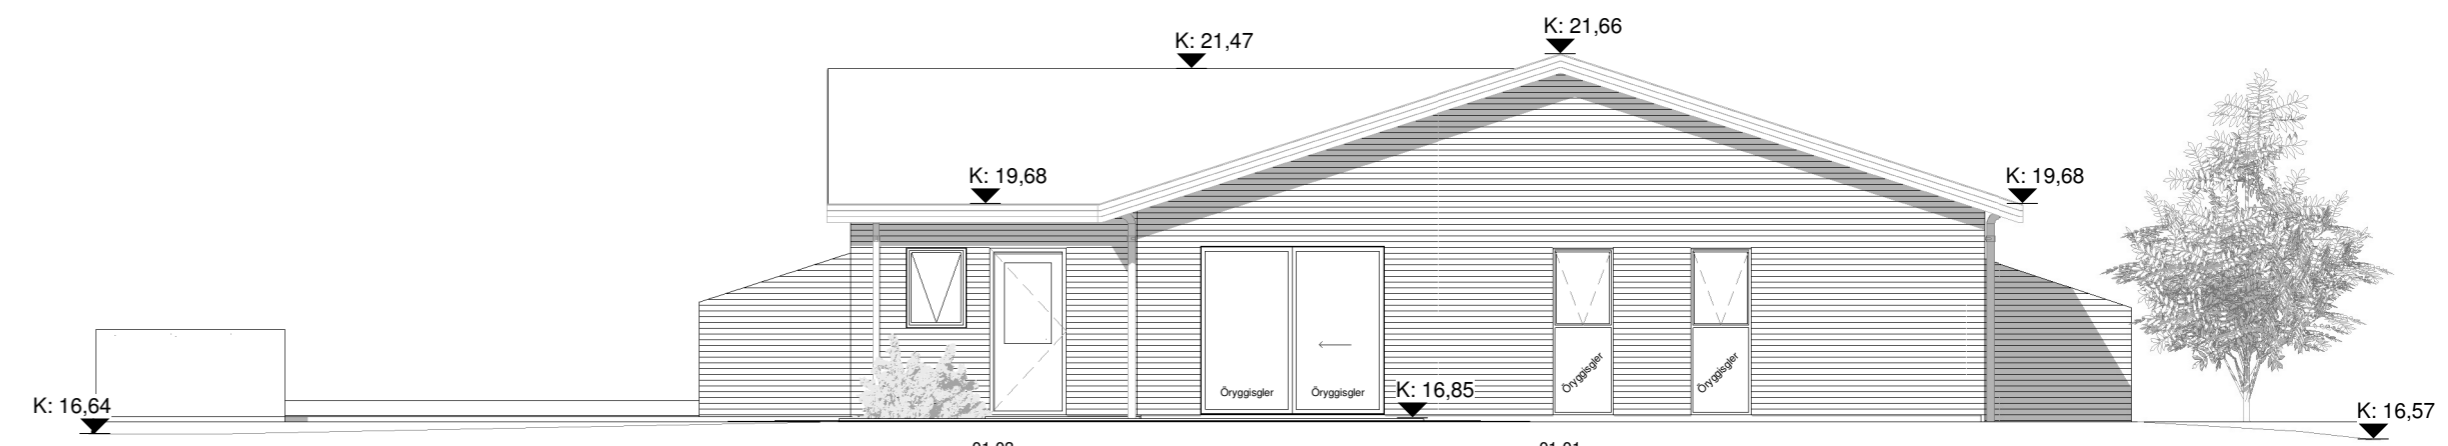 K: 21,66
K: 21,47
K: 19,68
K: 19,68
Öryggisgler
Öryggisgler
Öryggisgler
Öryggisgler
K: 16,85
K: 16,64
K: 16,57